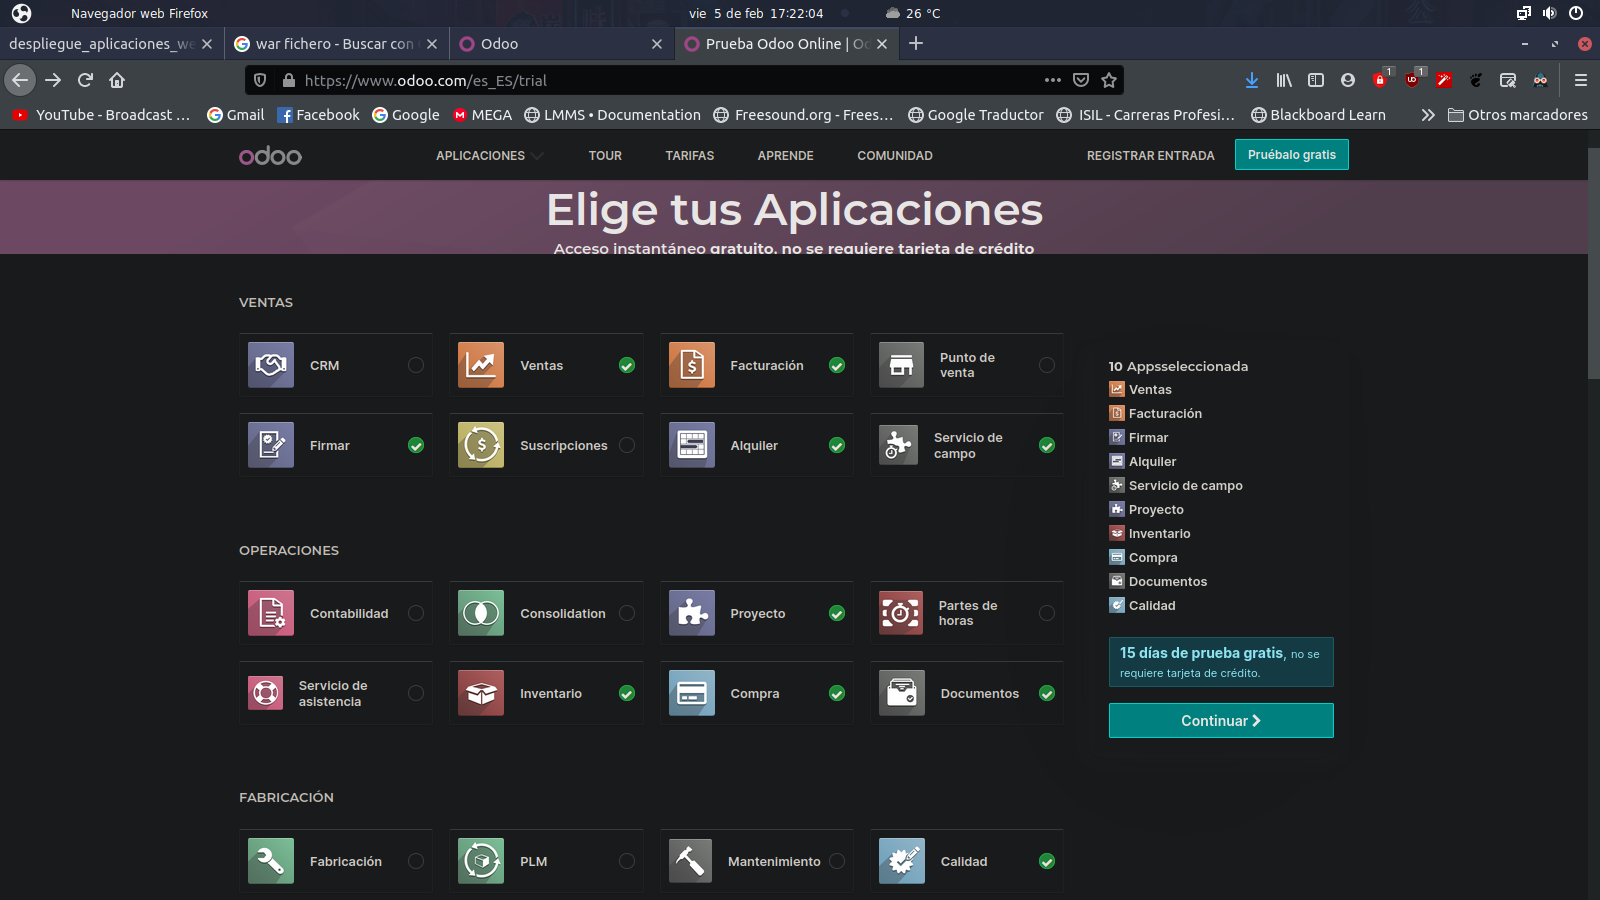 Navegador web Firefox
vie 5 de feb 17:22:04
26 °C
despliegue_aplicaciones_we
war fichero - Buscar con
Odoo
Prueba Odoo Online | Od
https://www.odoo.com/es_ES/trial
1
1
YouTube - Broadcast ...
Gmail
Facebook
Google
MEGA
LMMS • Documentation
Freesound.org - Frees...
Google Traductor
ISIL - Carreras Profesi...
Blackboard Learn
Otros marcadores
odoo
APLICACIONES
TOUR
TARIFAS
APRENDE
COMUNIDAD
REGISTRAR ENTRADA
Pruébalo gratis
Elige tus Aplicaciones
Acceso instantáneo gratuito, no se requiere tarjeta de crédito
VENTAS
CRM
Ventas
Facturación
Punto de
venta
Firmar
Suscripciones
Alquiler
Servicio de
campo
OPERACIONES
Contabilidad
Consolidation
Proyecto
Partes de
horas
Servicio de
asistencia
Inventario
Compra
Documentos
FABRICACIÓN
Fabricación
PLM
Mantenimiento
Calidad
10 Appsseleccionada
Ventas
Facturación
Firmar
Alquiler
Servicio de campo
Proyecto
Inventario
Compra
Documentos
Calidad
15 días de prueba gratis, no se
requiere tarjeta de crédito.
Continuar